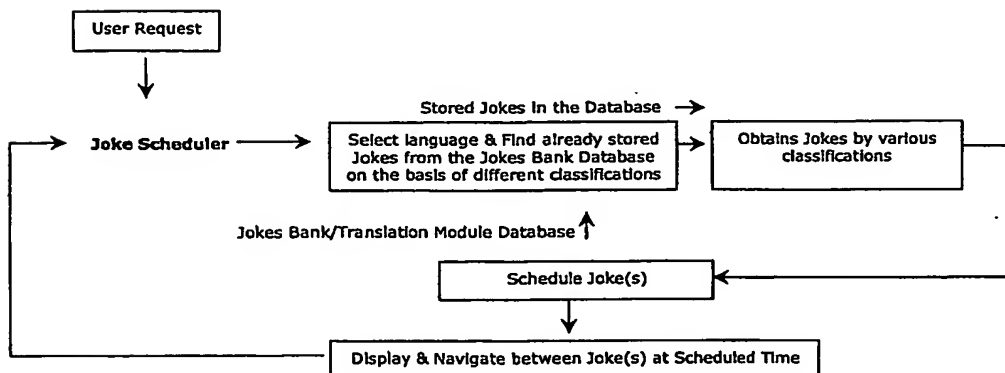 User Request
Stored Jokes in the Database
Joke Scheduler
Select language & Find already stored
Jokes from the Jokes Bank Database
on the basis of different classifications
Obtains Jokes by various
classifications
Jokes Bank/Translation Module Database
Schedule Joke(s)
Display & Navigate between Joke(s) at Scheduled Time